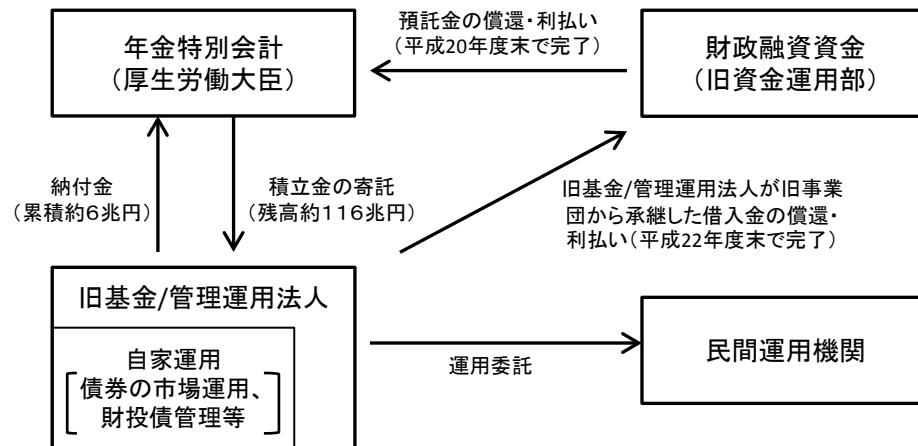 年金特別会計
（厚生労働大臣）
預託金の償還・利払い
（平成20年度末で完了）
財政融資資金
（旧資金運用部）
納付金
（累積約6兆円）
積立金の寄託
（残高約116兆円）
旧基金/管理運用法人が旧事業
団から承継した借入金の償還・
利払い（平成22年度末で完了）
旧基金/管理運用法人
自家運用
債券の市場運用、
財投債管理等
運用委託
民間運用機関